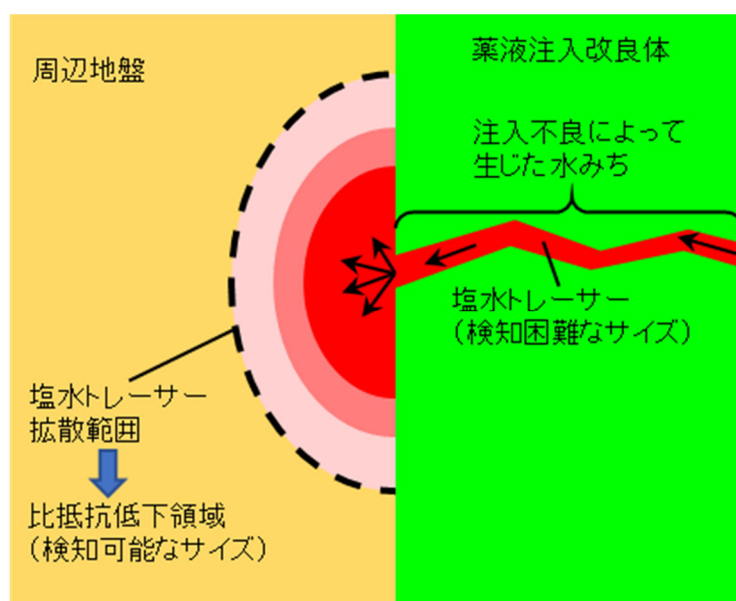 周辺地盤
薬液注入改良体
注入不良によって
生じた水みち
塩水トレーサー
(検知困難なサイズ)
塩水トレーサー
拡散範囲
比抵抗低下領域
(検知可能なサイズ)